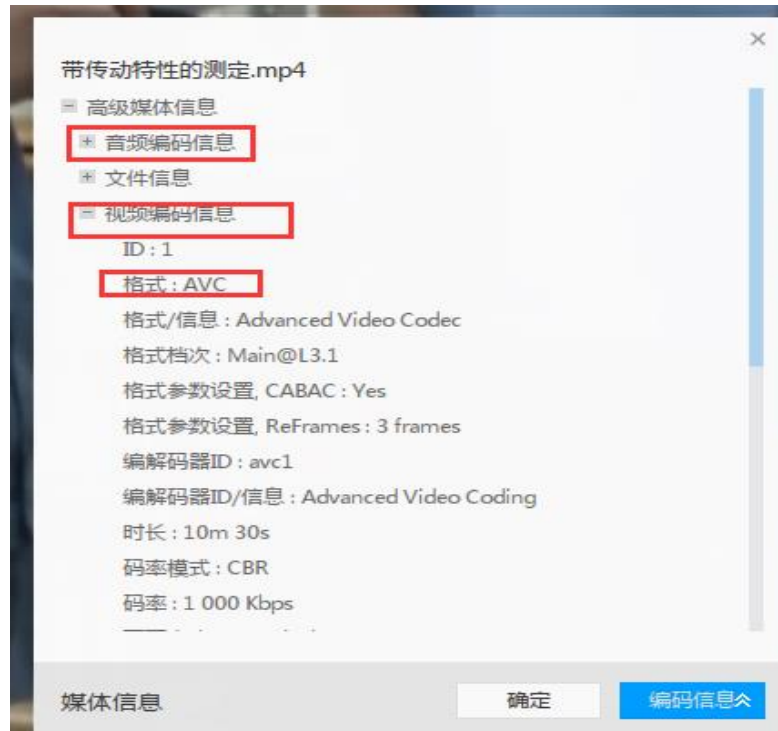 带传动特性的测定.mp4
高级媒体信息
音频编码信息
文件信息
视频编码信息
ID : 1
格式 : AVC
格式/信息 : Advanced Video Codec
格式档次 : Main@L3.1
格式参数设置, CABAC : Yes
格式参数设置, ReFrames : 3 frames
编解码器ID : avc1
编解码器ID/信息 : Advanced Video Coding
时长 : 10m 30s
码率模式 : CBR
码率 : 1 000 Kbps
媒体信息
确定
编码信息